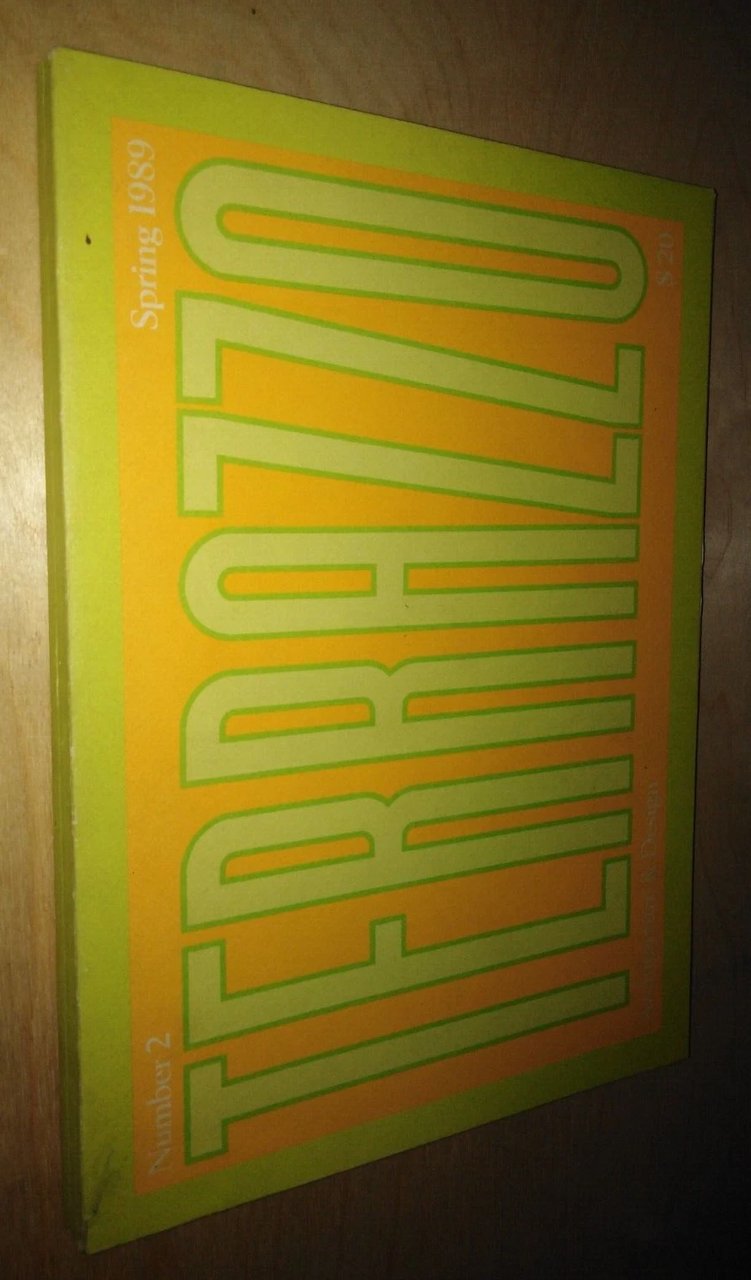 Number 2 Spring 1989
TERRAZZO
& Design $ 20